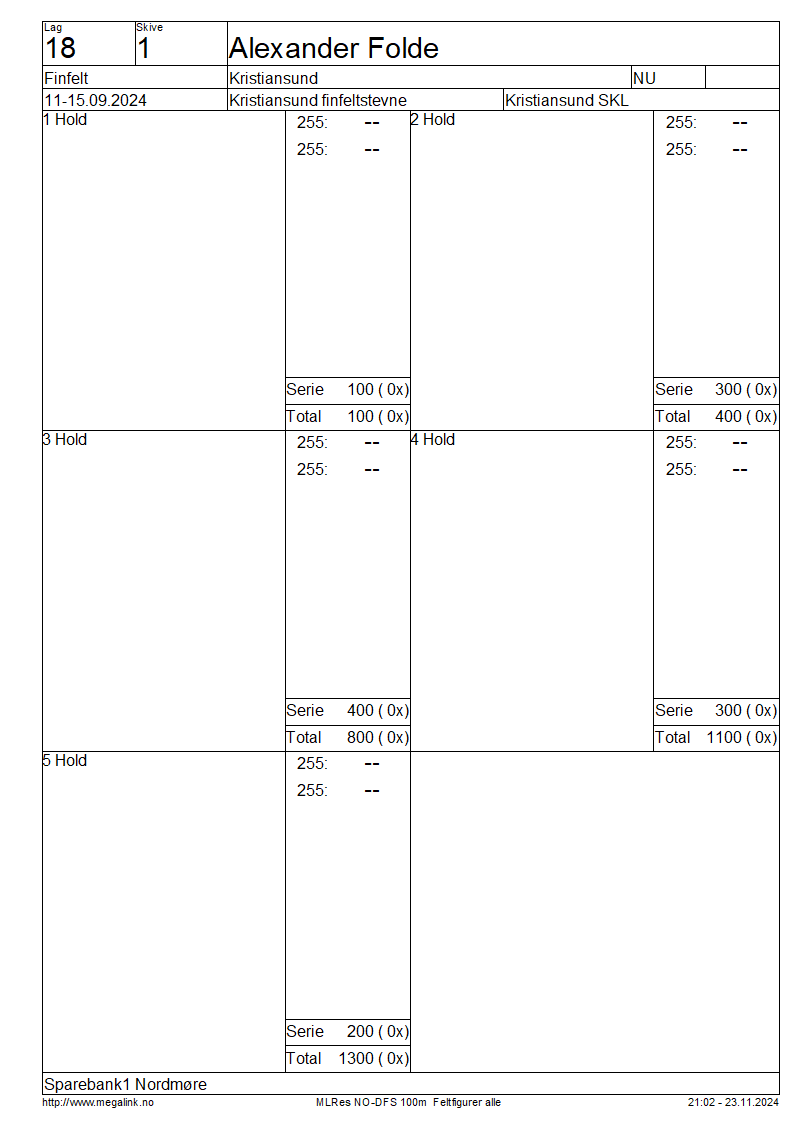 Lag Skive
18 1 Alexander Folde
Finfelt Kristiansund NU
11-15.09.2024 Kristiansund finfeltstevne Kristiansund SKL
1 Hold 255: --
255: --
Serie 100 ( 0x)
Total 100 ( 0x)
2 Hold 255: --
255: --
Serie 300 ( 0x)
Total 400 ( 0x)
3 Hold 255: --
255: --
Serie 400 ( 0x)
Total 800 ( 0x)
4 Hold 255: --
255: --
Serie 300 ( 0x)
Total 1100 ( 0x)
5 Hold 255: --
255: --
Serie 200 ( 0x)
Total 1300 ( 0x)
Sparebank1 Nordmøre
http://www.megalink.no MLRes NO-DFS 100m Feltfigurer alle 21:02 - 23.11.2024